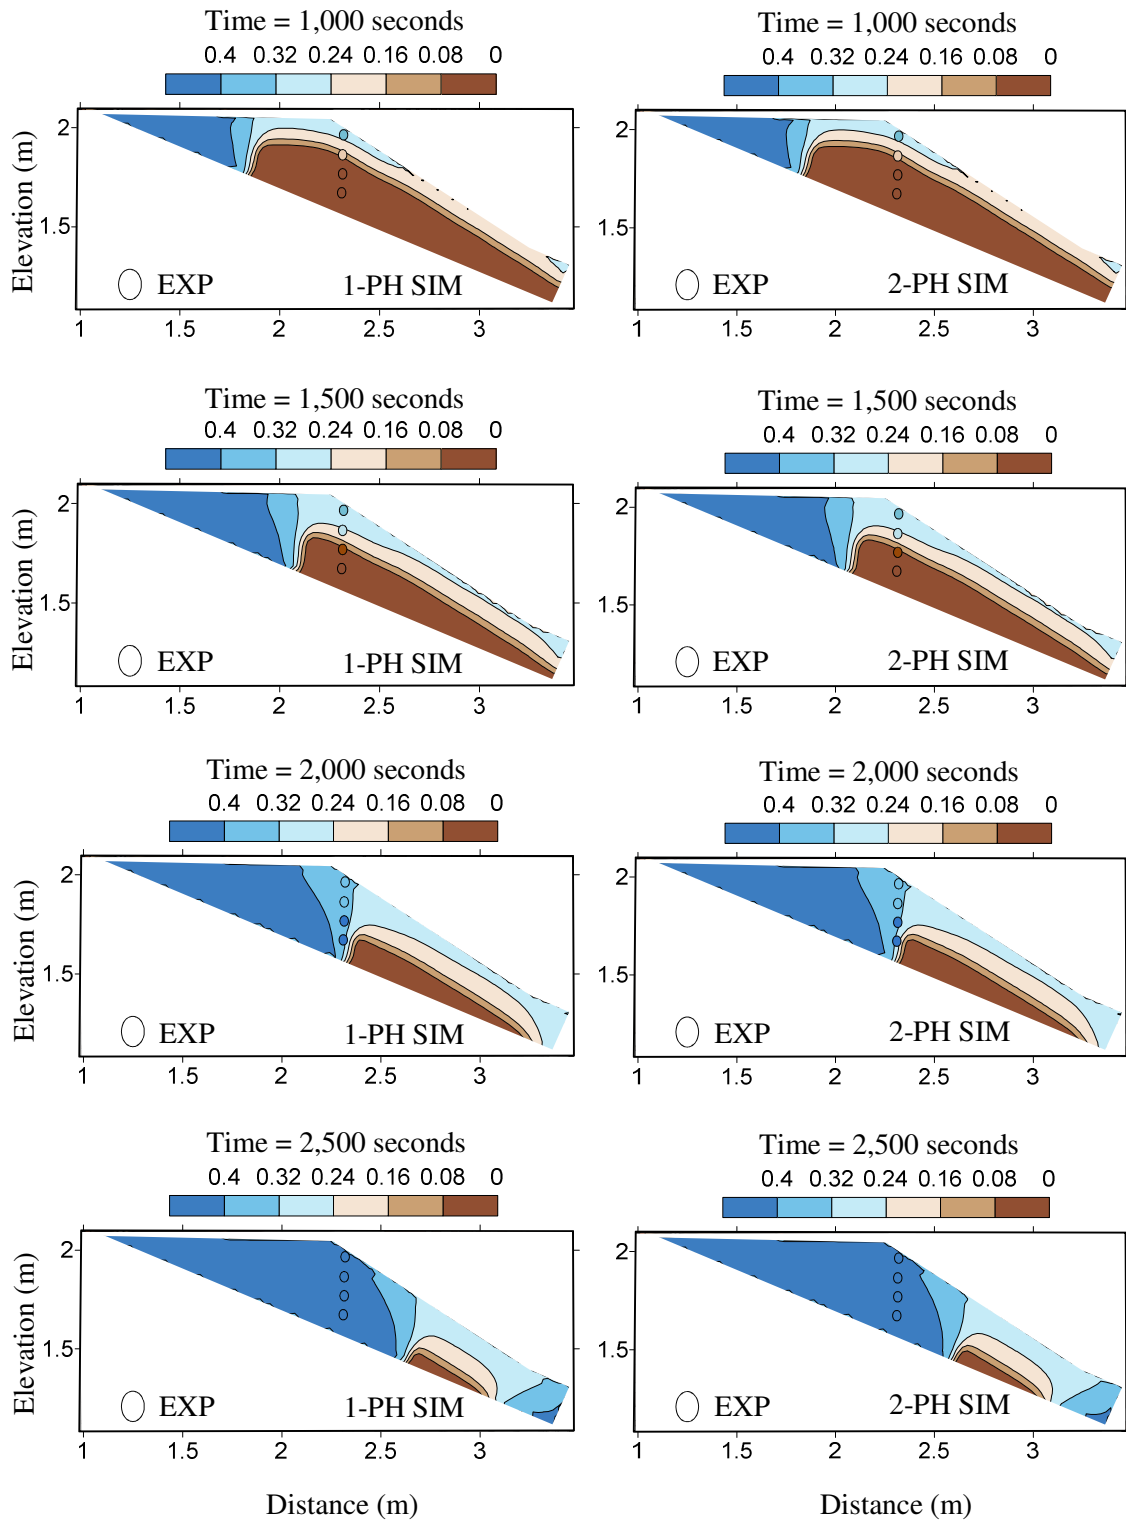 Time = 1,000 seconds
0.4 0.32 0.24 0.16 0.08 0
Elevation (m)
2
1.5
EXP 1-PH SIM
1 1.5 2 2.5 3
Time = 1,000 seconds
0.4 0.32 0.24 0.16 0.08 0
2
1.5
EXP 2-PH SIM
1 1.5 2 2.5 3
Time = 1,500 seconds
0.4 0.32 0.24 0.16 0.08 0
Elevation (m)
2
1.5
EXP 1-PH SIM
1 1.5 2 2.5 3
Time = 1,500 seconds
0.4 0.32 0.24 0.16 0.08 0
2
1.5
EXP 2-PH SIM
1 1.5 2 2.5 3
Time = 2,000 seconds
0.4 0.32 0.24 0.16 0.08 0
Elevation (m)
2
1.5
EXP 1-PH SIM
1 1.5 2 2.5 3
Time = 2,000 seconds
0.4 0.32 0.24 0.16 0.08 0
2
1.5
EXP 2-PH SIM
1 1.5 2 2.5 3
Time = 2,500 seconds
0.4 0.32 0.24 0.16 0.08 0
Elevation (m)
2
1.5
EXP 1-PH SIM
1 1.5 2 2.5 3
Distance (m)
Time = 2,500 seconds
0.4 0.32 0.24 0.16 0.08 0
2
1.5
EXP 2-PH SIM
1 1.5 2 2.5 3
Distance (m)